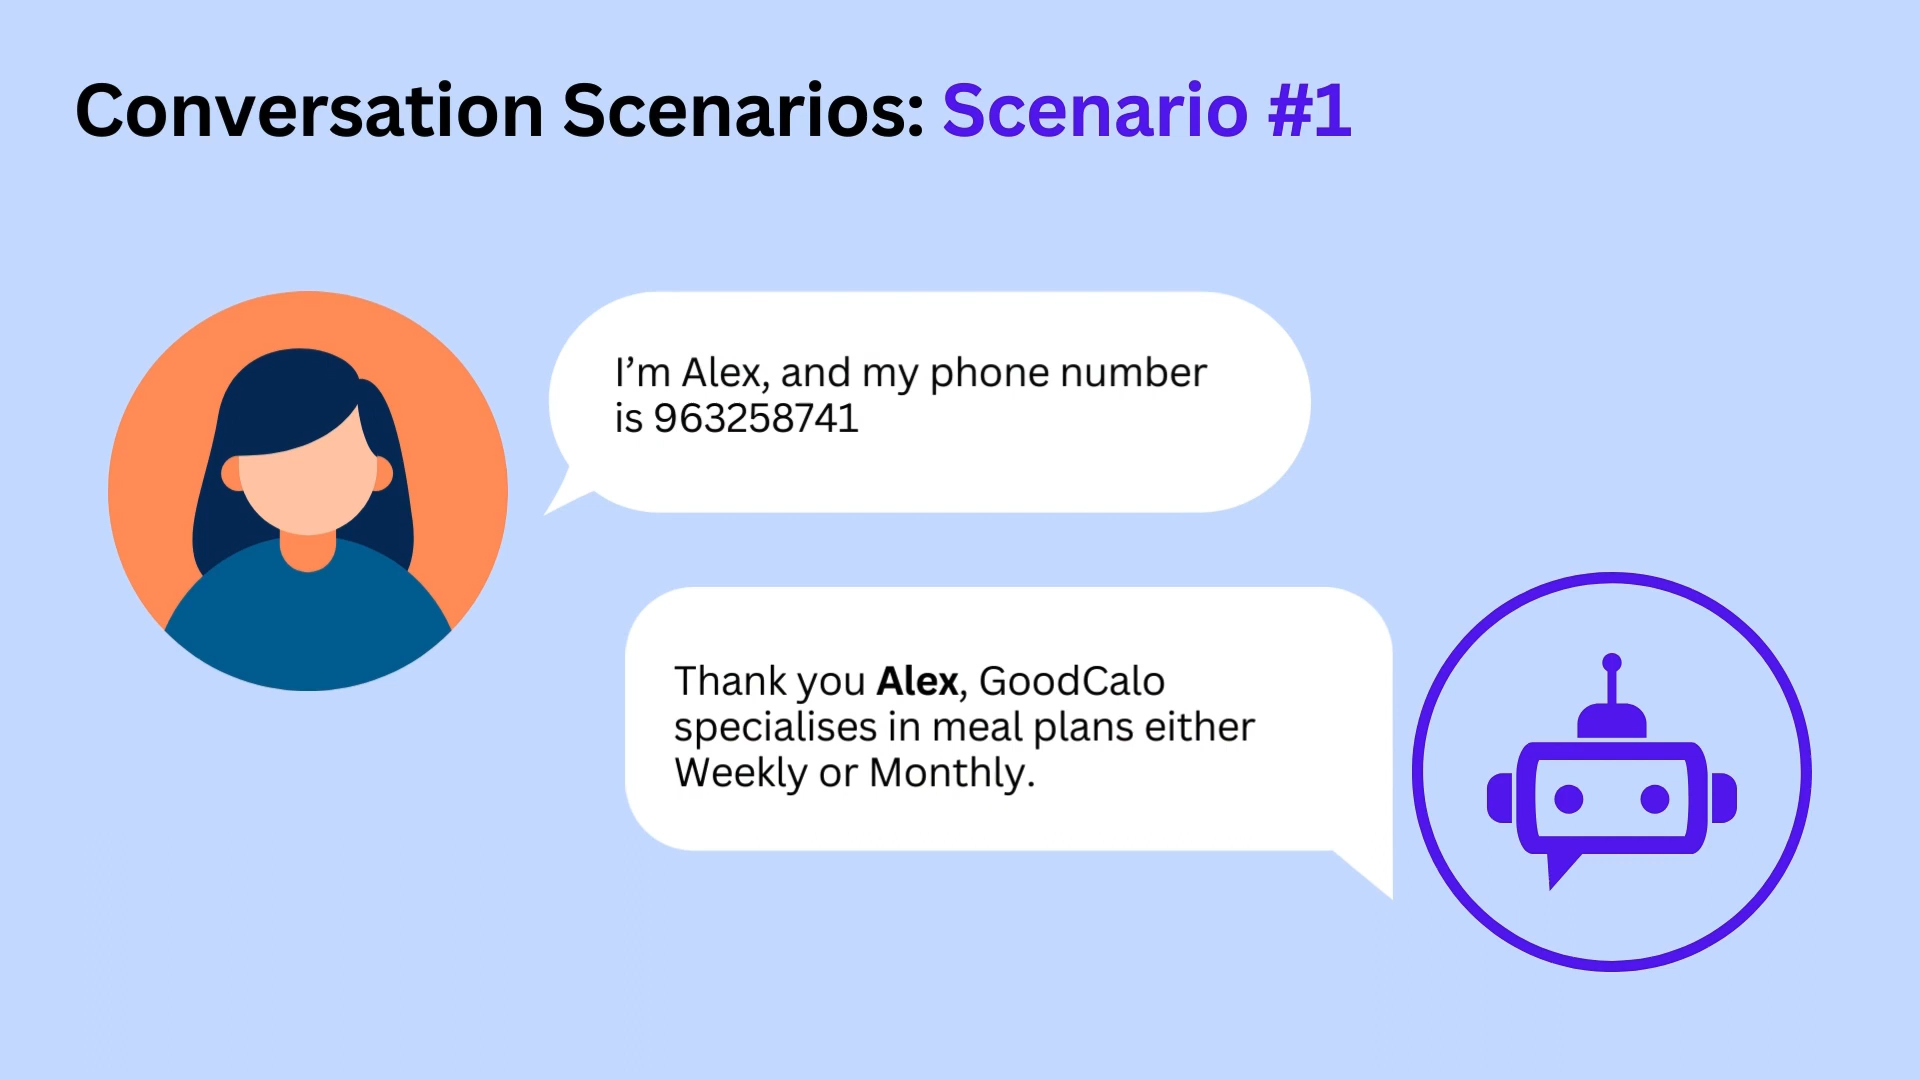 Conversation Scenarios: Scenario #1
I’m Alex, and my phone number
is 963258741
Thank you Alex, GoodCalo
specialises in meal plans either
Weekly or Monthly.